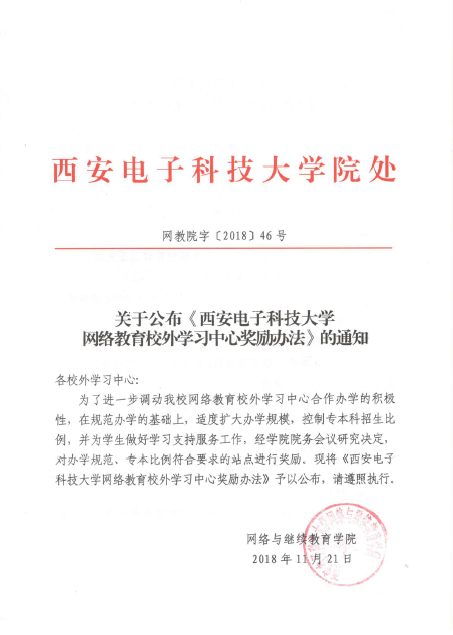 西安电子科技大学院处
网教院字〔2018〕46 号
关于公布《西安电子科技大学
网络教育校外学习中心奖励办法》的通知
各校外学习中心:
为了进一步调动我校网络教育校外学习中心合作办学的积极
性，在规范办学的基础上，适度扩大办学规模，控制专本科招生比
例，并为学生做好学习支持服务工作，经学院院务会议研究决定，
对办学规范、专本比例符合要求的站点进行奖励。现将《西安电子
科技大学网络教育校外学习中心奖励办法》予以公布，请遵照执行。
网络与继续教育学院
2018 年 11 月 21 日